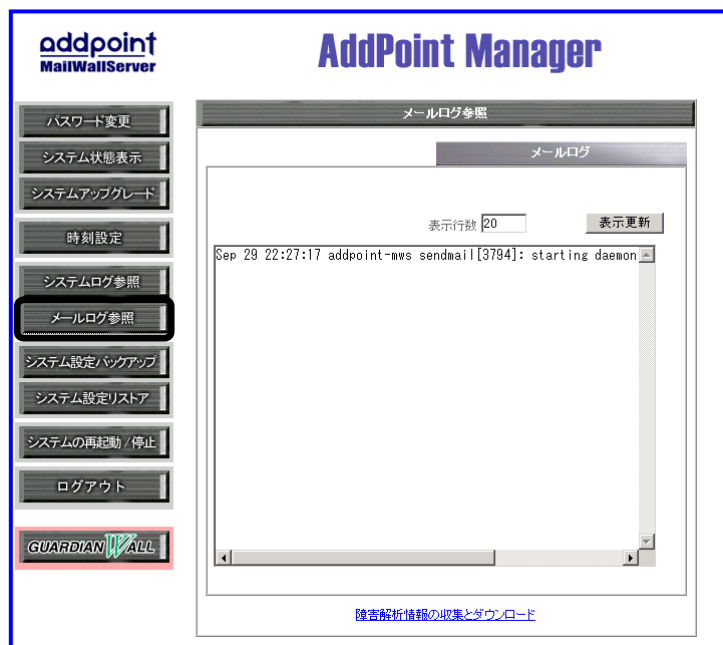 addpoint
MailWallServer
AddPoint Manager
パスワード変更
システム状態表示
システムアップグレード
時刻設定
システムログ参照
メールログ参照
システム設定バックアップ
システム設定リストア
システムの再起動/停止
ログアウト
GUARDIANWALL
メールログ参照
メールログ
表示行数 20 表示更新
Sep 29 22:27:17 addpoint-mws sendmail[3794]: starting daemon
障害解析情報の収集とダウンロード